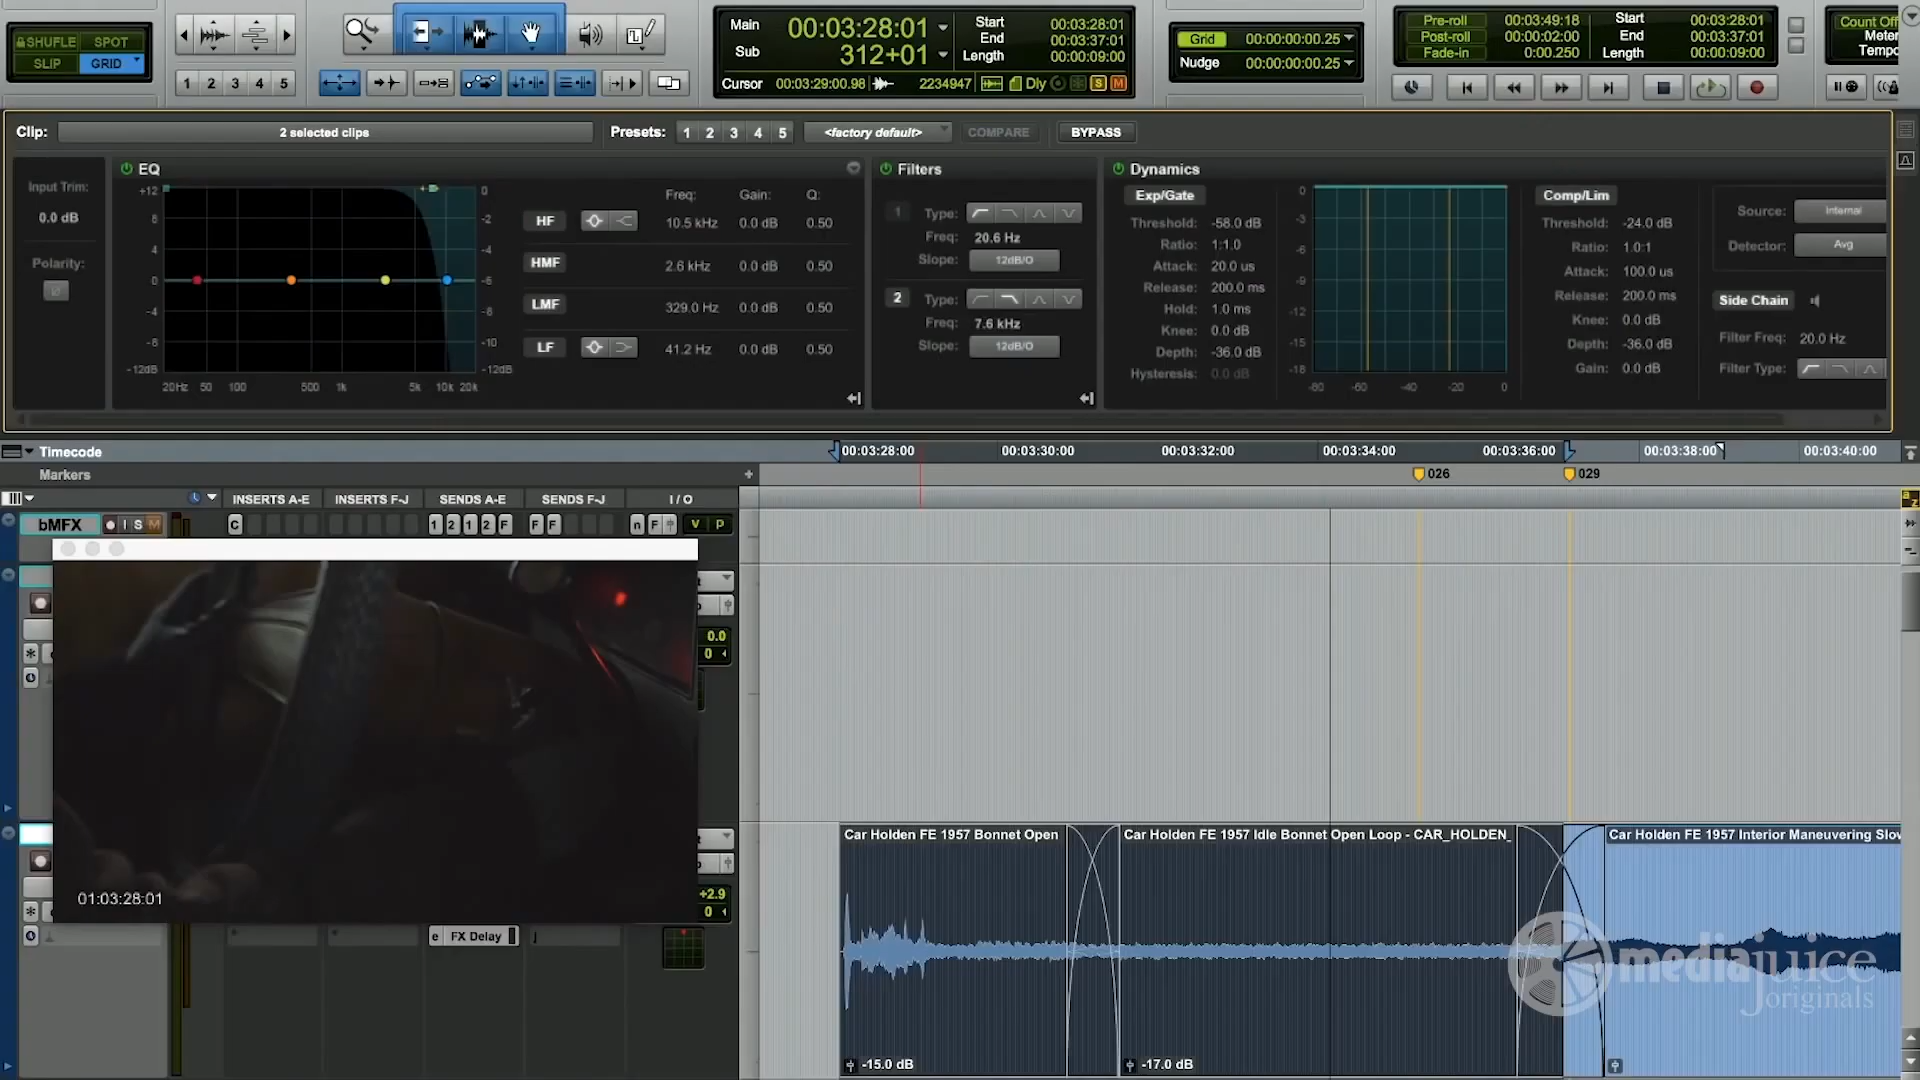 SHUFLE SPOT
SLIP GRID
1 2 3 4 5
Main 00:03:28:01
Sub 312+01
Start 00:03:28:01
End 00:03:37:01
Length 00:00:09:00
Cursor 00:03:29:00.98 2234947 Dly S M
Grid 00:00:00:00.25
Nudge 00:00:00:00.25
Pre-roll 00:03:49:18
Post-roll 00:00:02:00
Fade-in 0:00.250
Start 00:03:28:01
End 00:03:37:01
Length 00:00:09:00
Count Off
Meter
Tempo
Clip: 2 selected clips Presets: 1 2 3 4 5 <factory default> COMPARE BYPASS
Input Trim:
0.0 dB
Polarity:
EQ
+12 8 4 0 -4 -8 -12dB
0 -2 -4 -6 -8 -10 -12dB
20Hz 50 100 500 1k 5k 10k 20k
Freq: Gain: Q:
HF 10.5 kHz 0.0 dB 0.50
HMF 2.6 kHz 0.0 dB 0.50
LMF 329.0 Hz 0.0 dB 0.50
LF 41.2 Hz 0.0 dB 0.50
Filters
1 Type:
Freq: 20.6 Hz
Slope: 12dB/O
2 Type:
Freq: 7.6 kHz
Slope: 12dB/O
Dynamics
Exp/Gate
Threshold: -58.0 dB
Ratio: 1:1.0
Attack: 20.0 us
Release: 200.0 ms
Hold: 1.0 ms
Knee: 0.0 dB
Depth: -36.0 dB
Hysteresis: 0.0 dB
0 -3 -6 -9 -12 -15 -18
-80 -60 -40 -20 0
Comp/Lim
Threshold: -24.0 dB
Ratio: 1.0:1
Attack: 100.0 us
Release: 200.0 ms
Knee: 0.0 dB
Depth: -36.0 dB
Gain: 0.0 dB
Source: Internal
Detector: Avg
Side Chain
Filter Freq: 20.0 Hz
Filter Type:
Timecode 00:03:28:00 00:03:30:00 00:03:32:00 00:03:34:00 00:03:36:00 00:03:38:00 00:03:40:00
Markers 026 029
INSERTS A-E INSERTS F-J SENDS A-E SENDS F-J I / O
bMFX I S M C 1 2 1 2 F F F n F V P
0.0
0
01:03:28:01
+2.9
0
e FX Delay
Car Holden FE 1957 Bonnet Open
Car Holden FE 1957 Idle Bonnet Open Loop - CAR_HOLDEN_
Car Holden FE 1957 Interior Maneuvering Slow
-15.0 dB
-17.0 dB
mediajuice
originals